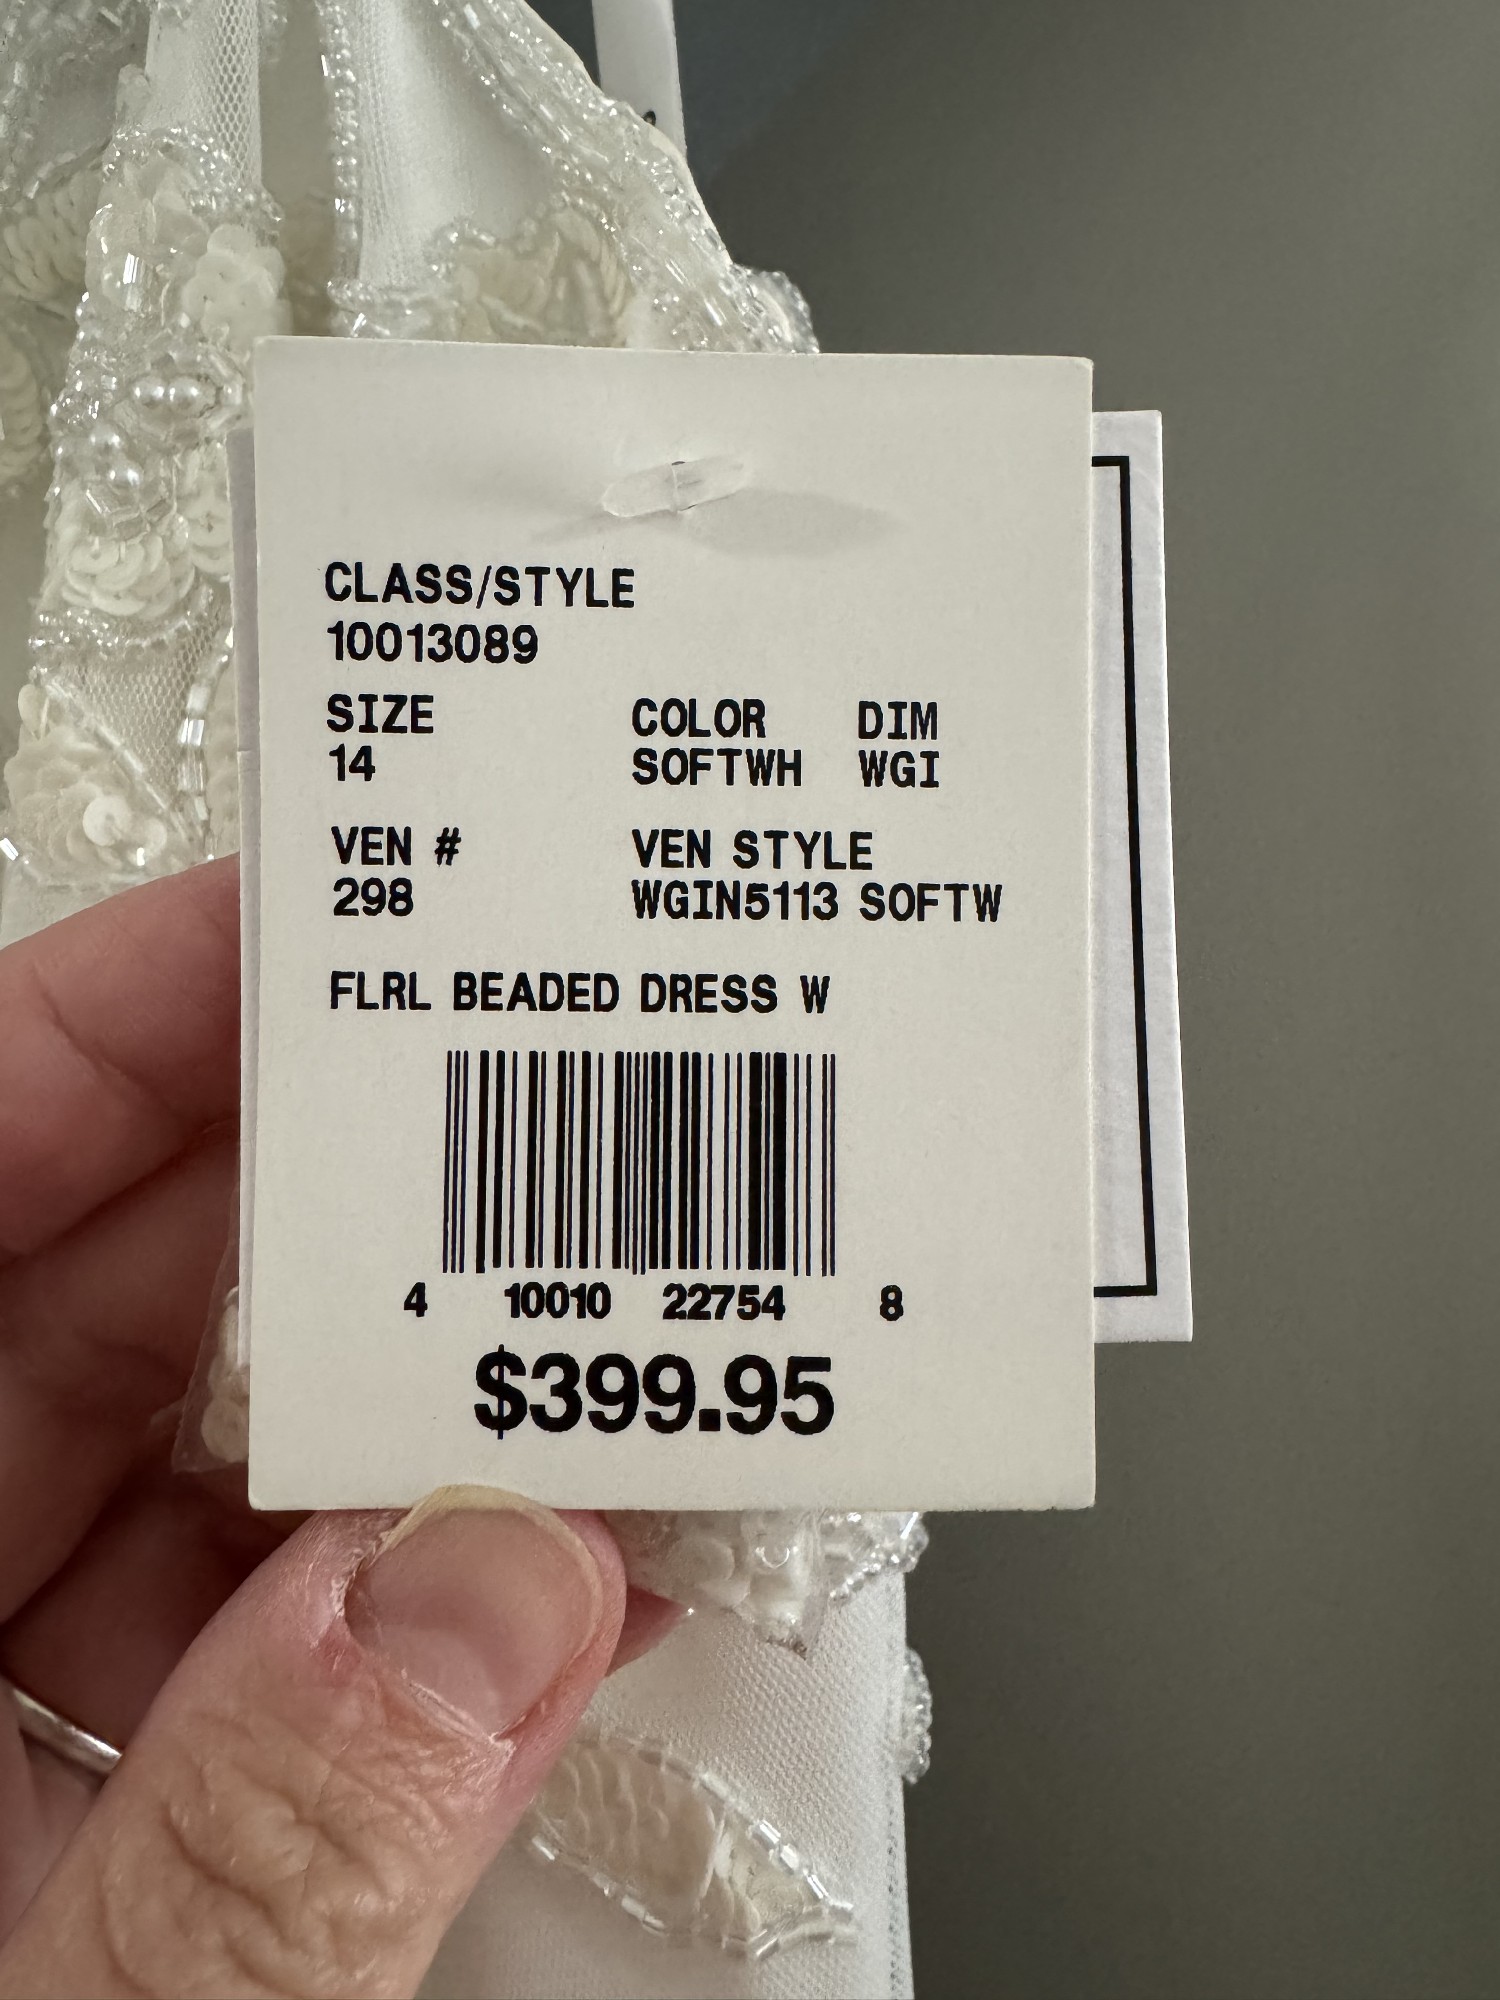 CLASS/STYLE
10013089
SIZE COLOR DIM
14 SOFTWH WGI
VEN # VEN STYLE
298 WGIN5113 SOFTW
FLRL BEADED DRESS W
4 10010 22754 8
$399.95